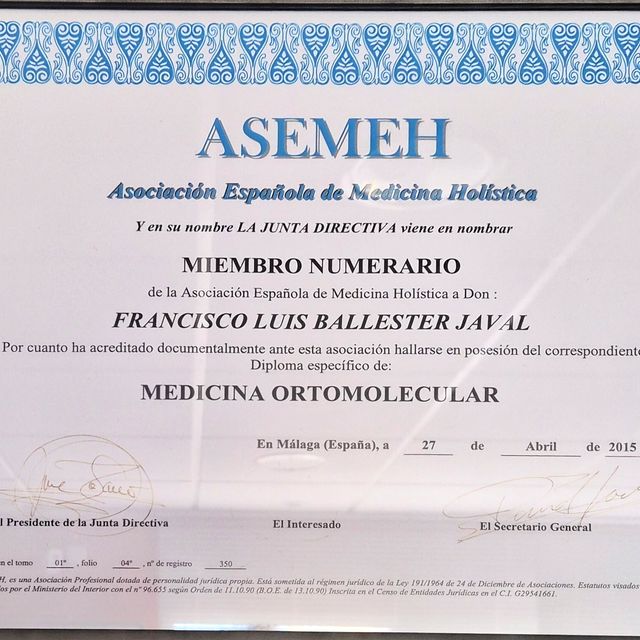 ASEMEH
Asociación Española de Medicina Holística
Y en su nombre LA JUNTA DIRECTIVA viene en nombrar
MIEMBRO NUMERARIO
de la Asociación Española de Medicina Holística a Don :
FRANCISCO LUIS BALLESTER JAVAL
Por cuanto ha acreditado documentalmente ante esta asociación hallarse en posesión del correspondiente
Diploma específico de:
MEDICINA ORTOMOLECULAR
En Málaga (España), a 27 de Abril de 2015
l Presidente de la Junta Directiva El Interesado El Secretario General
en el tomo 01º , folio 04º , nº de registro 350
H, es una Asociación Profesional dotada de personalidad jurídica propia. Está sometida al régimen jurídico de la Ley 191/1964 de 24 de Diciembre de Asociaciones. Estatutos visados
os por el Ministerio del Interior con el nº 96.655 según Orden de 11.10.90 (B.O.E. de 13.10.90) Inscrita en el Censo de Entidades Jurídicas en el C.I. G29541661.